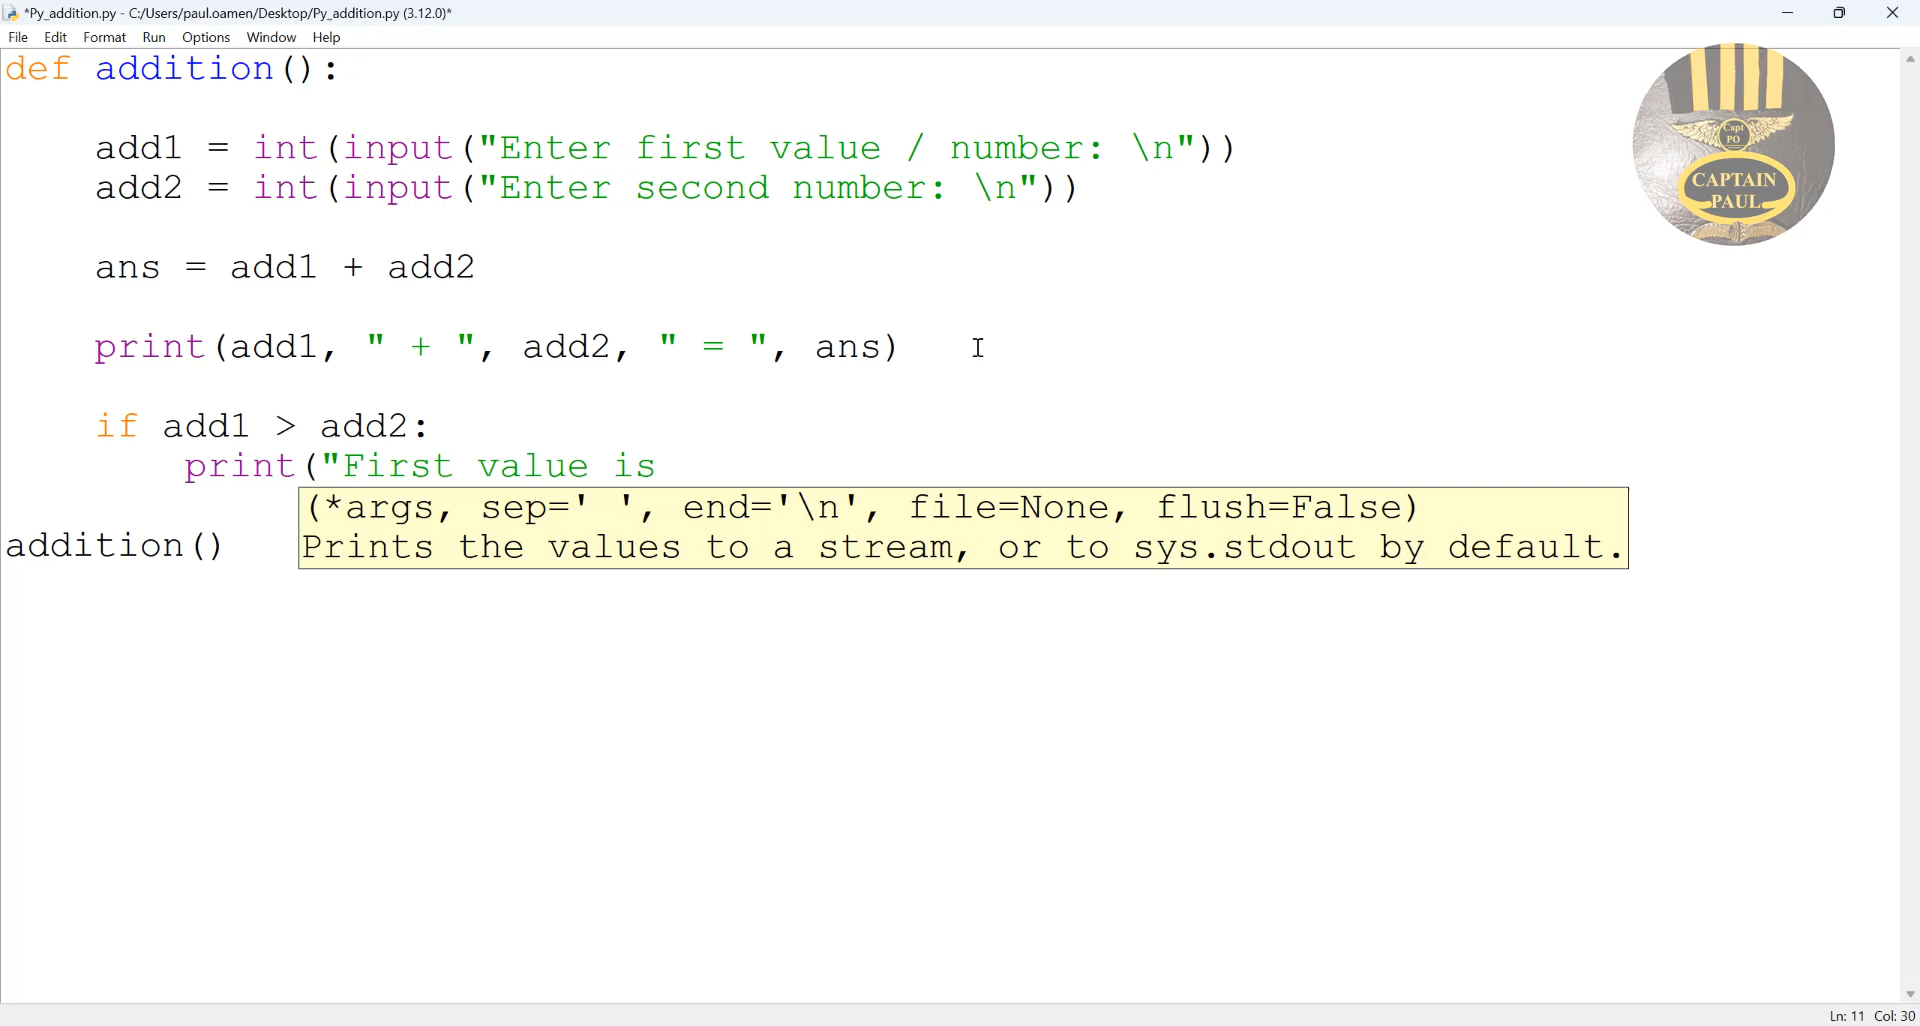 *Py_addition.py - C:/Users/paul.oamen/Desktop/Py_addition.py (3.12.0)*
File Edit Format Run Options Window Help
def addition():
add1 = int(input("Enter first value / number: \n"))
add2 = int(input("Enter second number: \n"))
ans = add1 + add2
print(add1, " + ", add2, " = ", ans)
if add1 > add2:
print("First value is
(*args, sep=' ', end='\n', file=None, flush=False)
Prints the values to a stream, or to sys.stdout by default.
addition()
Capt
PO
CAPTAIN
PAUL
Ln: 11 Col: 30